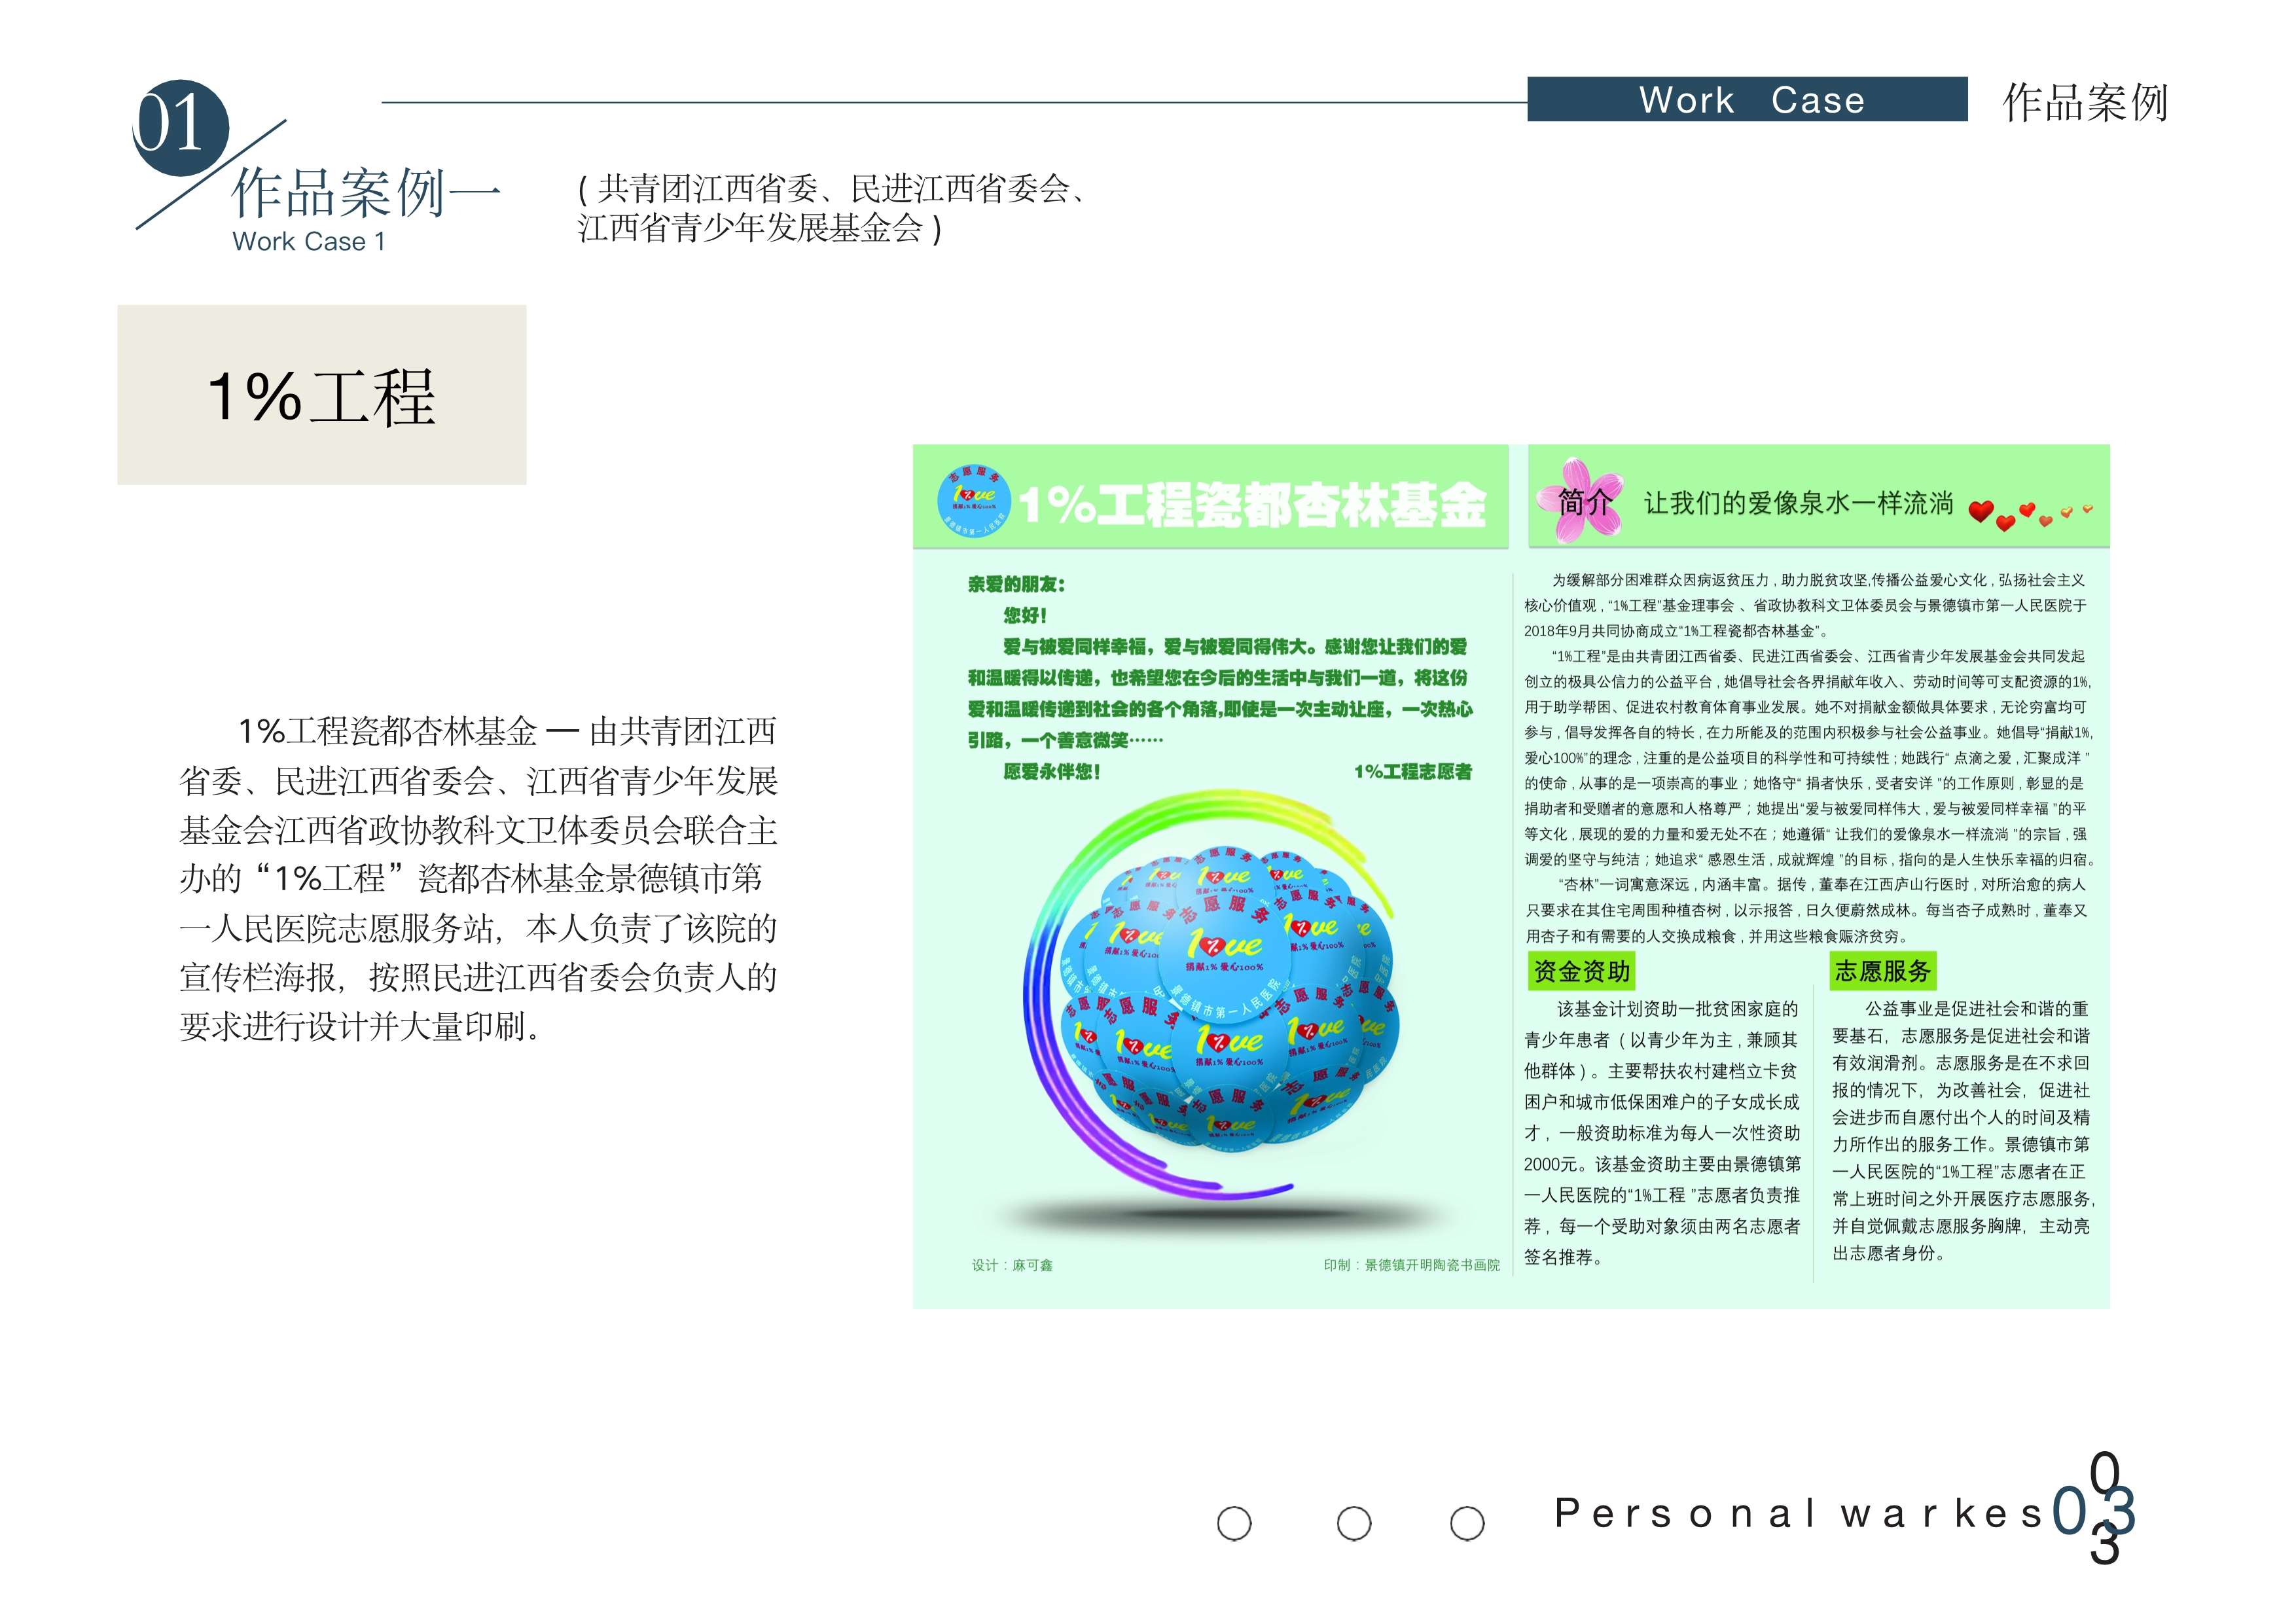 01
作品案例一
Work Case 1
(共青团江西省委、民进江西省委会、
江西省青少年发展基金会)
Work Case
作品案例
1%工程
1%工程瓷都杏林基金 — 由共青团江西
省委、民进江西省委会、江西省青少年发展
基金会江西省政协教科文卫体委员会联合主
办的“1%工程”瓷都杏林基金景德镇市第
一人民医院志愿服务站，本人负责了该院的
宣传栏海报，按照民进江西省委会负责人的
要求进行设计并大量印刷。
志愿服务
1%ve
捐献1% 爱心100%
景德镇市第一人民医院
1%工程瓷都杏林基金
亲爱的朋友：
您好！
爱与被爱同样幸福，爱与被爱同得伟大。感谢您让我们的爱
和温暖得以传递，也希望您在今后的生活中与我们一道，将这份
爱和温暖传递到社会的各个角落,即使是一次主动让座，一次热心
引路，一个善意微笑……
愿爱永伴您！ 1%工程志愿者
志愿服务
1%ve
捐献1% 爱心100%
景德镇市第一人民医院
设计：麻可鑫
印制：景德镇开明陶瓷书画院
简介
让我们的爱像泉水一样流淌
为缓解部分困难群众因病返贫压力，助力脱贫攻坚,传播公益爱心文化，弘扬社会主义
核心价值观，“1%工程”基金理事会 、省政协教科文卫体委员会与景德镇市第一人民医院于
2018年9月共同协商成立“1%工程瓷都杏林基金”。
“1%工程”是由共青团江西省委、民进江西省委会、江西省青少年发展基金会共同发起
创立的极具公信力的公益平台，她倡导社会各界捐献年收入、劳动时间等可支配资源的1%,
用于助学帮困、促进农村教育体育事业发展。她不对捐献金额做具体要求，无论穷富均可
参与，倡导发挥各自的特长，在力所能及的范围内积极参与社会公益事业。她倡导“捐献1%,
爱心100%”的理念，注重的是公益项目的科学性和可持续性；她践行“ 点滴之爱，汇聚成洋 ”
的使命，从事的是一项崇高的事业；她恪守“ 捐者快乐，受者安详 ”的工作原则，彰显的是
捐助者和受赠者的意愿和人格尊严；她提出“爱与被爱同样伟大，爱与被爱同样幸福 ”的平
等文化，展现的爱的力量和爱无处不在；她遵循“ 让我们的爱像泉水一样流淌 ”的宗旨，强
调爱的坚守与纯洁；她追求“ 感恩生活，成就辉煌 ”的目标，指向的是人生快乐幸福的归宿。
“杏林”一词寓意深远，内涵丰富。据传，董奉在江西庐山行医时，对所治愈的病人
只要求在其住宅周围种植杏树，以示报答，日久便蔚然成林。每当杏子成熟时，董奉又
用杏子和有需要的人交换成粮食，并用这些粮食赈济贫穷。
资金资助
该基金计划资助一批贫困家庭的
青少年患者（以青少年为主，兼顾其
他群体）。主要帮扶农村建档立卡贫
困户和城市低保困难户的子女成长成
才，一般资助标准为每人一次性资助
2000元。该基金资助主要由景德镇第
一人民医院的“1%工程 ”志愿者负责推
荐，每一个受助对象须由两名志愿者
签名推荐。
志愿服务
公益事业是促进社会和谐的重
要基石，志愿服务是促进社会和谐
有效润滑剂。志愿服务是在不求回
报的情况下，为改善社会，促进社
会进步而自愿付出个人的时间及精
力所作出的服务工作。景德镇市第
一人民医院的“1%工程”志愿者在正
常上班时间之外开展医疗志愿服务,
并自觉佩戴志愿服务胸牌，主动亮
出志愿者身份。
Personal warkes
03
03